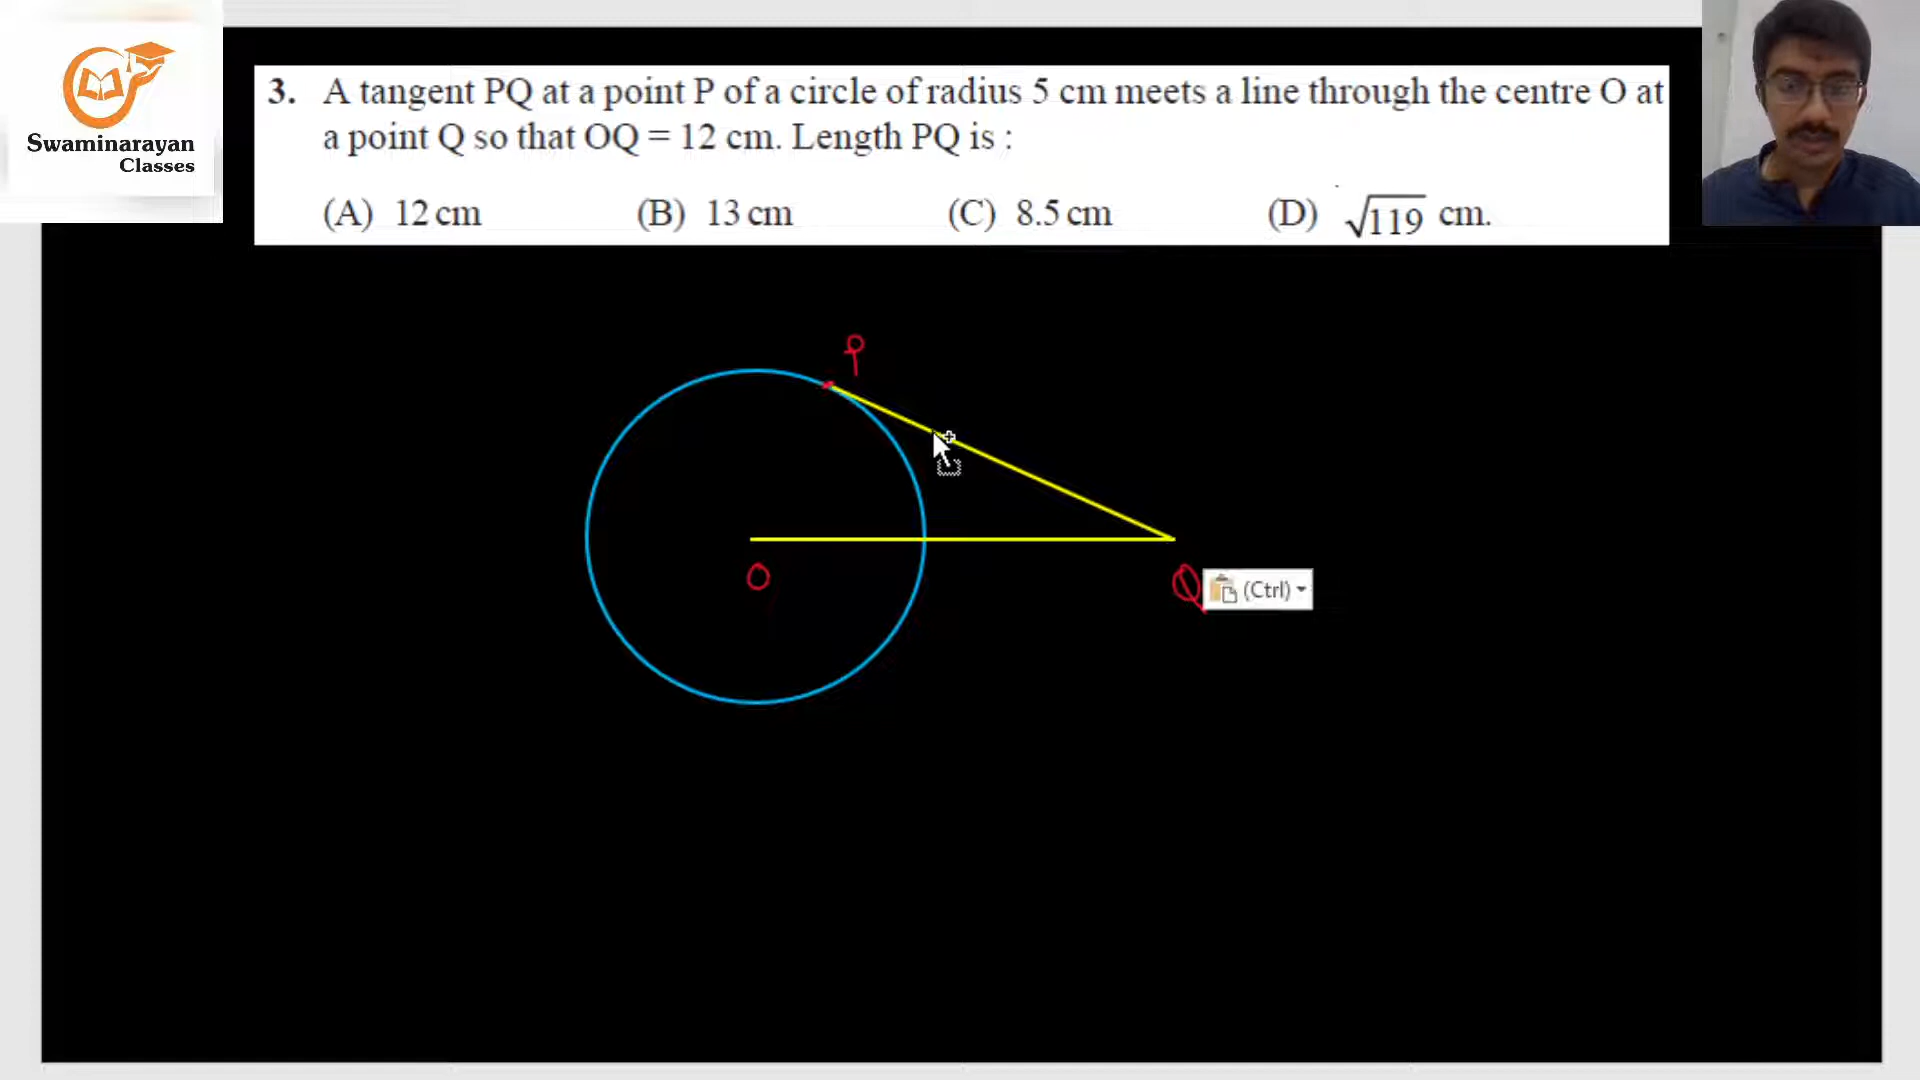 Swaminarayan
Classes
3. A tangent PQ at a point P of a circle of radius 5 cm meets a line through the centre O at
a point Q so that OQ = 12 cm. Length PQ is :
(A) 12 cm (B) 13 cm (C) 8.5 cm (D) √119 cm.
P
O
Q
(Ctrl)